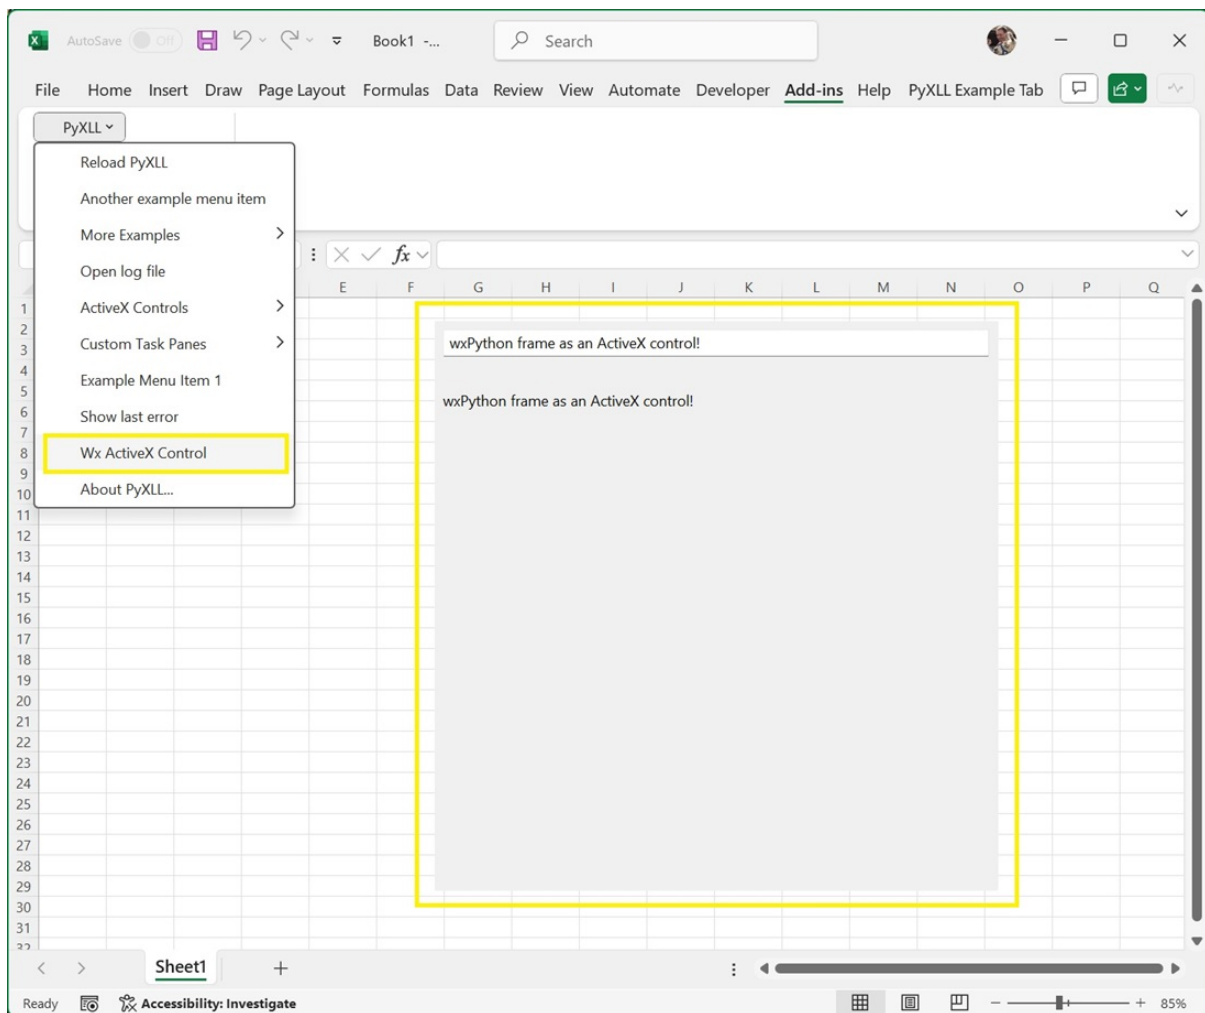 AutoSave Off Book1 -... Search
File Home Insert Draw Page Layout Formulas Data Review View Automate Developer Add-ins Help PyXLL Example Tab
PyXLL
Reload PyXLL
Another example menu item
More Examples
Open log file
ActiveX Controls
Custom Task Panes
Example Menu Item 1
Show last error
Wx ActiveX Control
About PyXLL...
fx
E F G H I J K L M N O P Q
1
2
wxPython frame as an ActiveX control!
3
4
5
wxPython frame as an ActiveX control!
6
7
8
9
10
11
12
13
14
15
16
17
18
19
20
21
22
23
24
25
26
27
28
29
30
31
32
Sheet1
Ready Accessibility: Investigate 85%